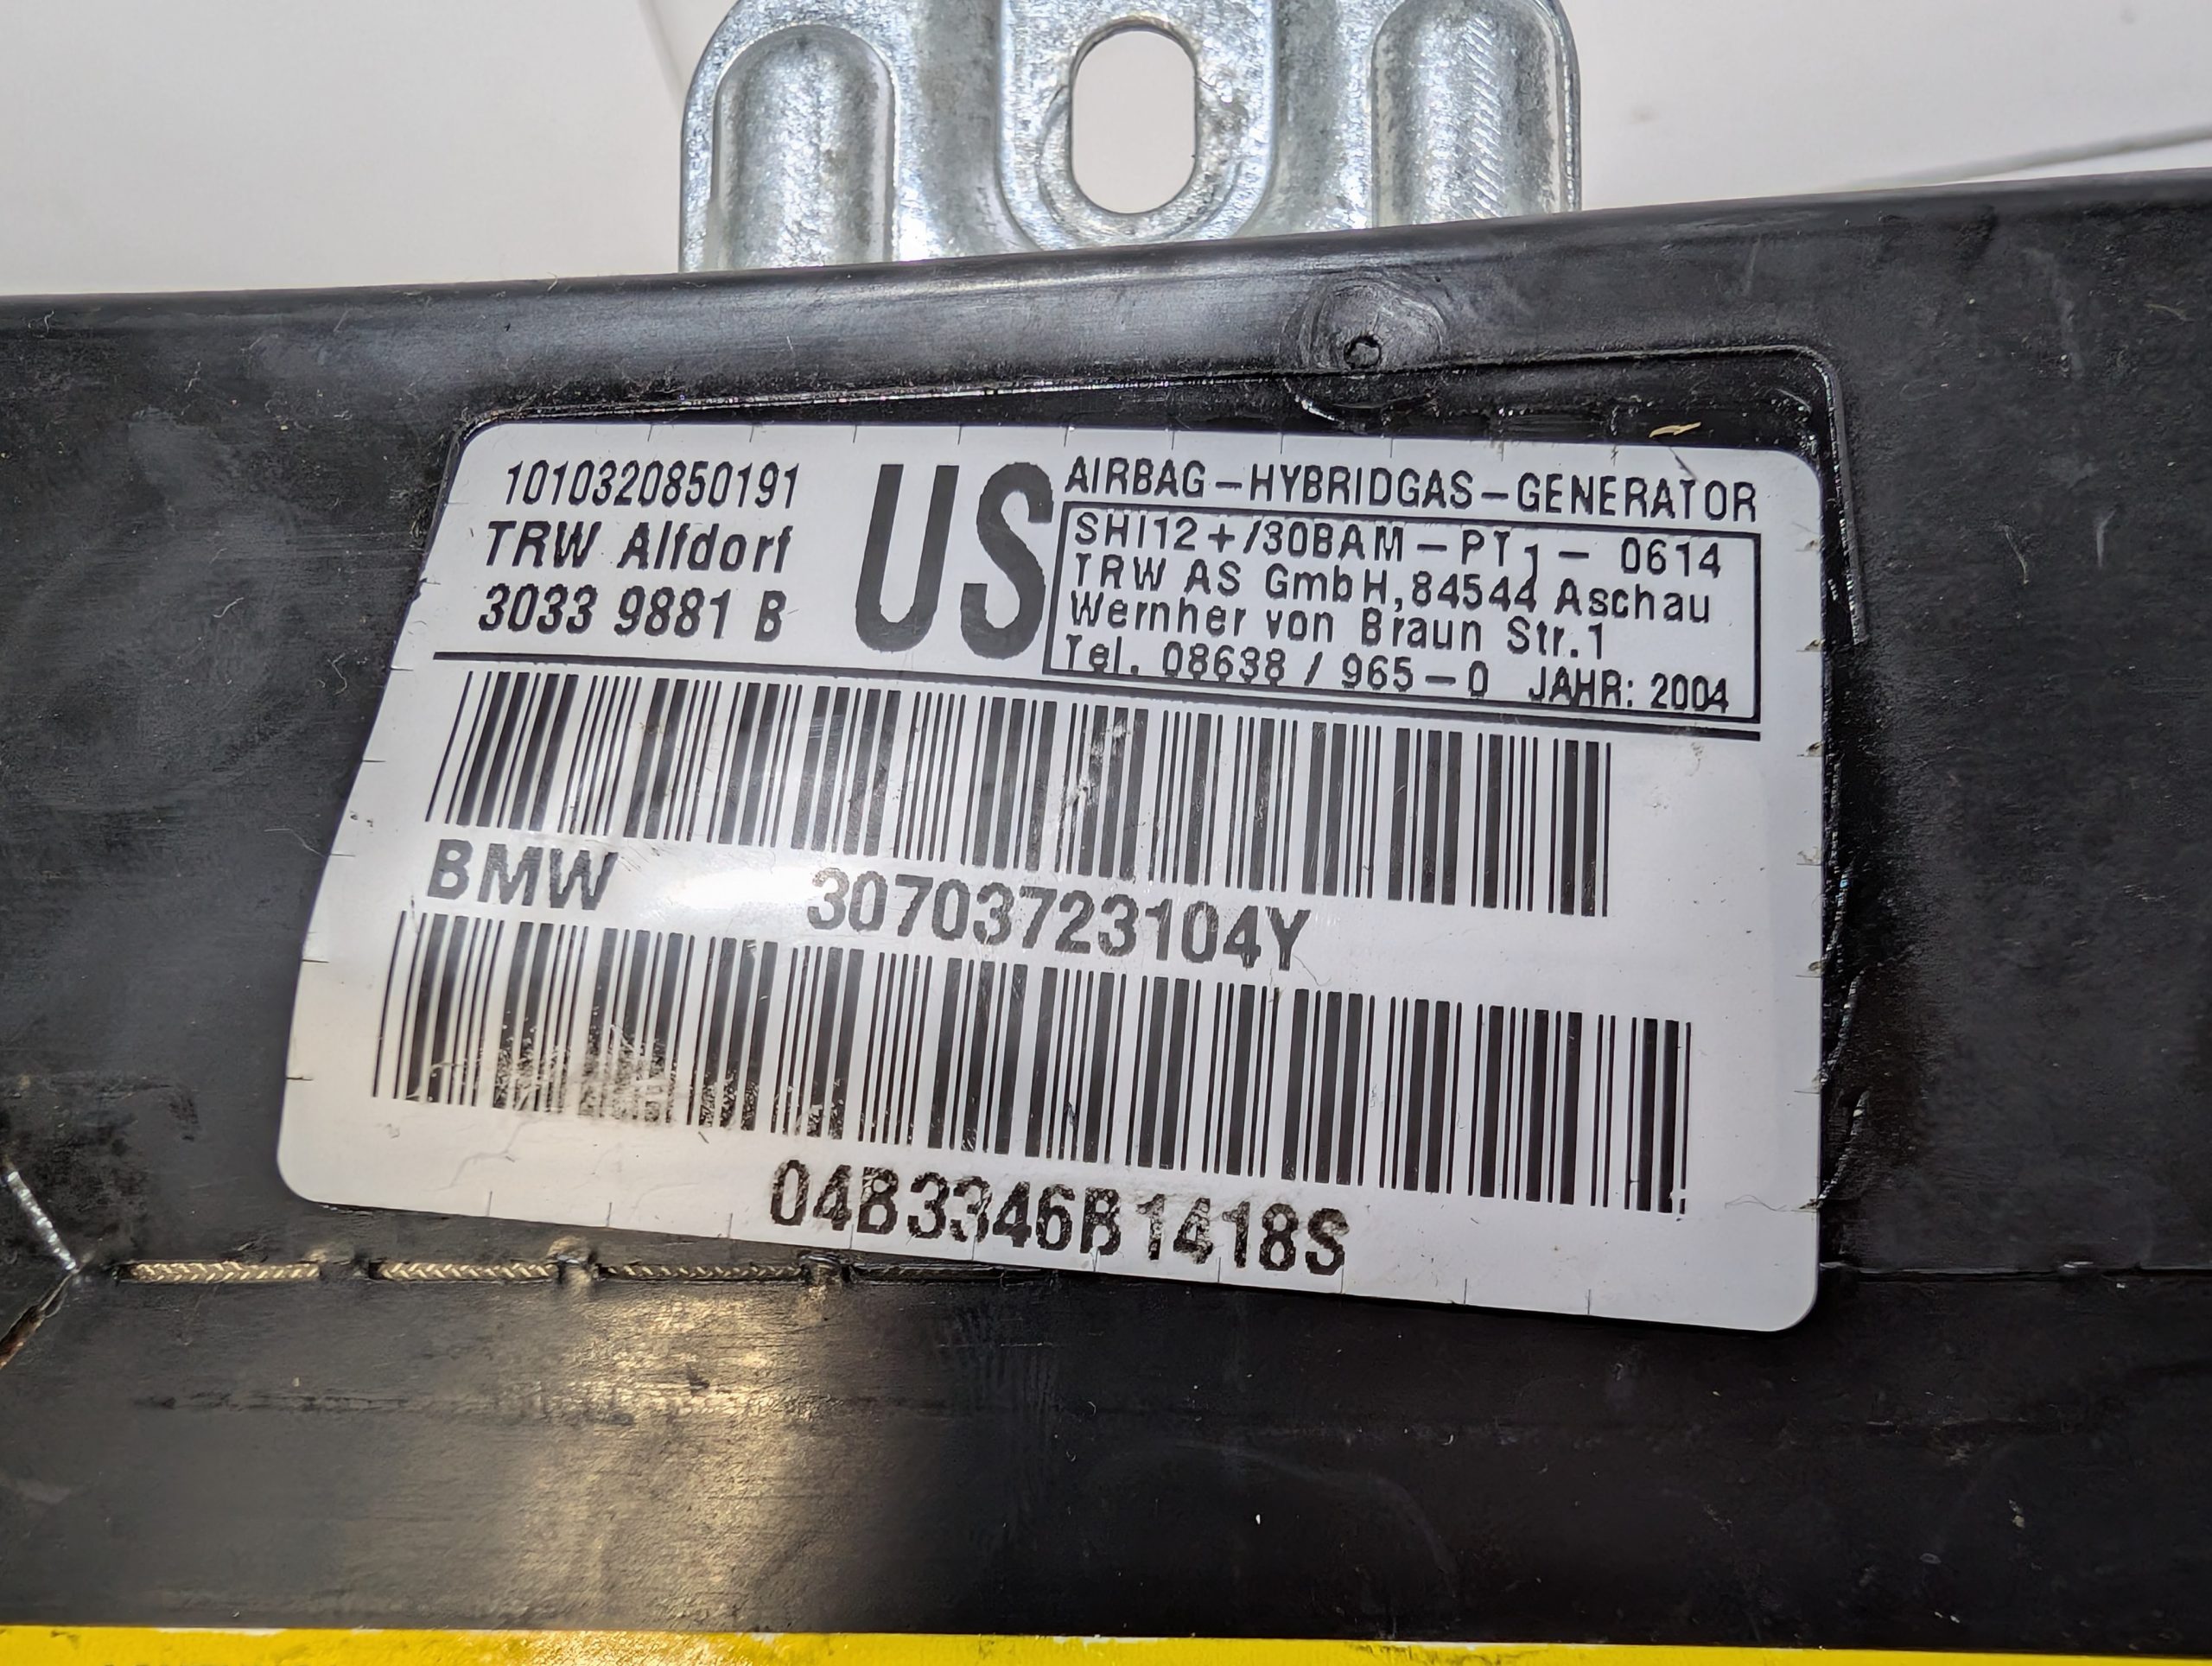 1010320850191
TRW Alfdorf
3033 9881 B
US
AIRBAG-HYBRIDGAS-GENERATOR
SHI12+/30BAM-PT1-0614
TRW AS GmbH,84544 Aschau
Wernher von Braun Str.1
Tel. 08638 / 965-0 JAHR: 2004
BMW 30703723104Y
04B3346B1418S